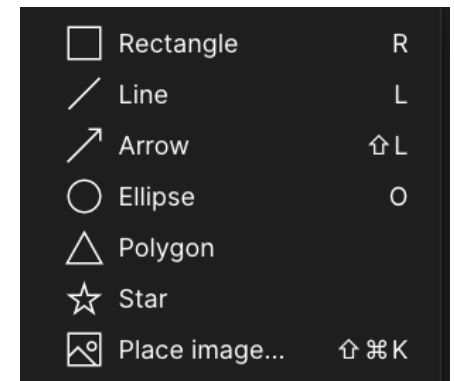 Rectangle R
Line L
Arrow ⇧L
Ellipse O
Polygon
Star
Place image... ⇧⌘K